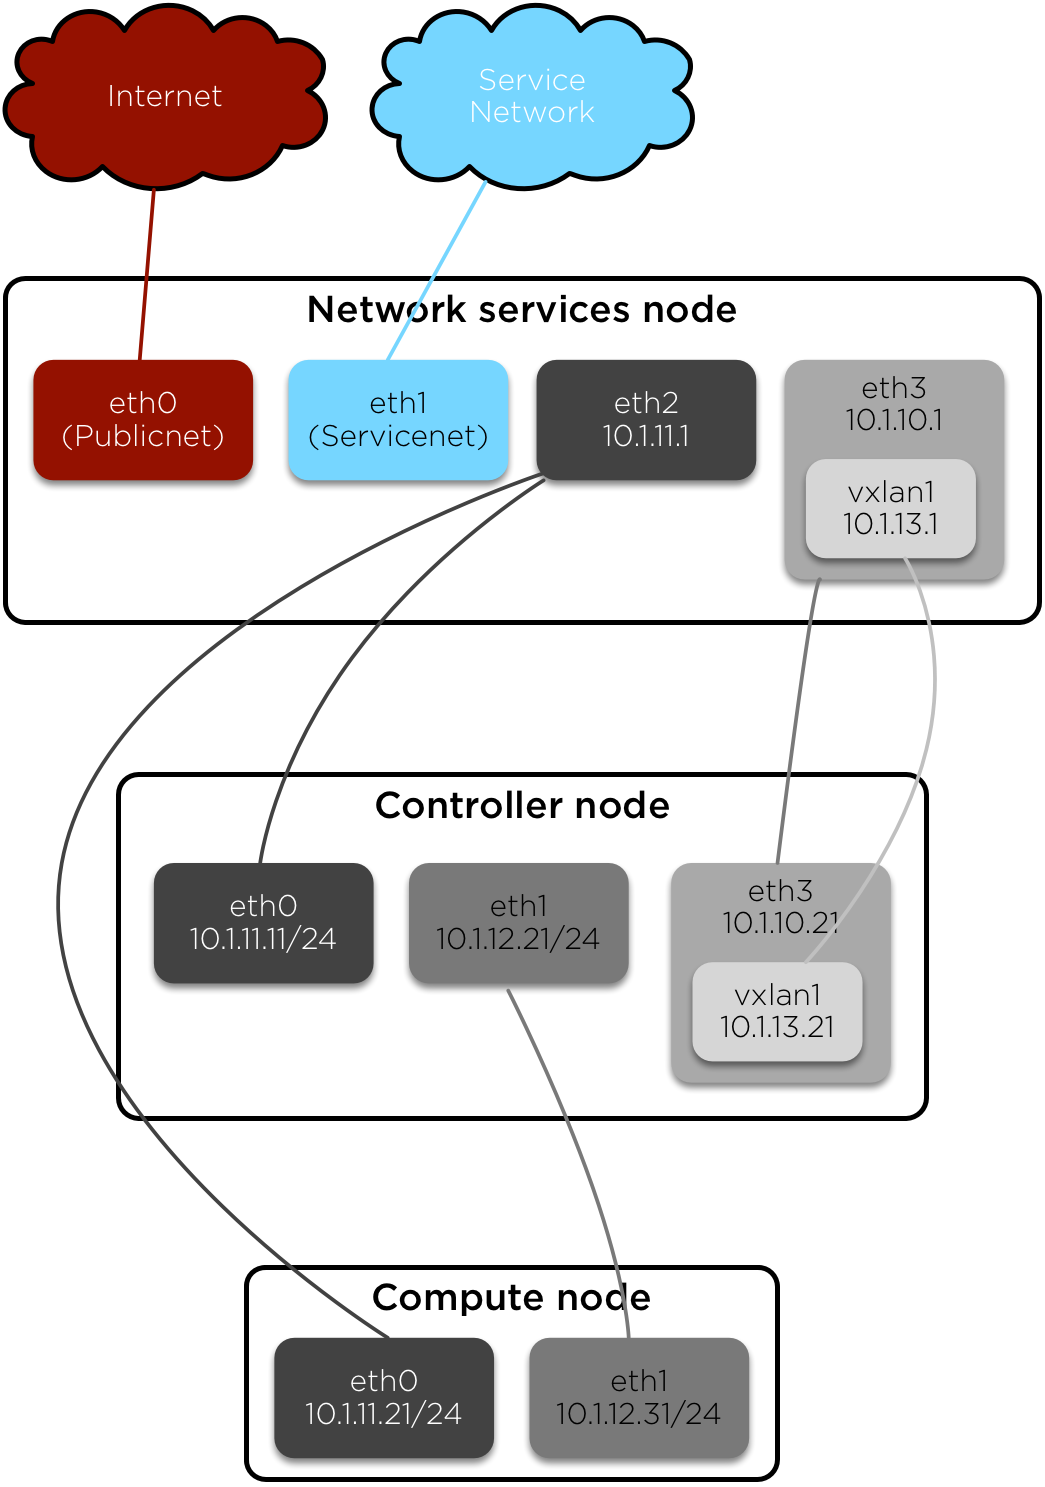 Internet
Service
Network
Network services node
eth0
(Publicnet)
eth1
(Servicenet)
eth2
10.1.11.1
eth3
10.1.10.1
vxlan1
10.1.13.1
Controller node
eth0
10.1.11.11/24
eth1
10.1.12.21/24
eth3
10.1.10.21
vxlan1
10.1.13.21
Compute node
eth0
10.1.11.21/24
eth1
10.1.12.31/24